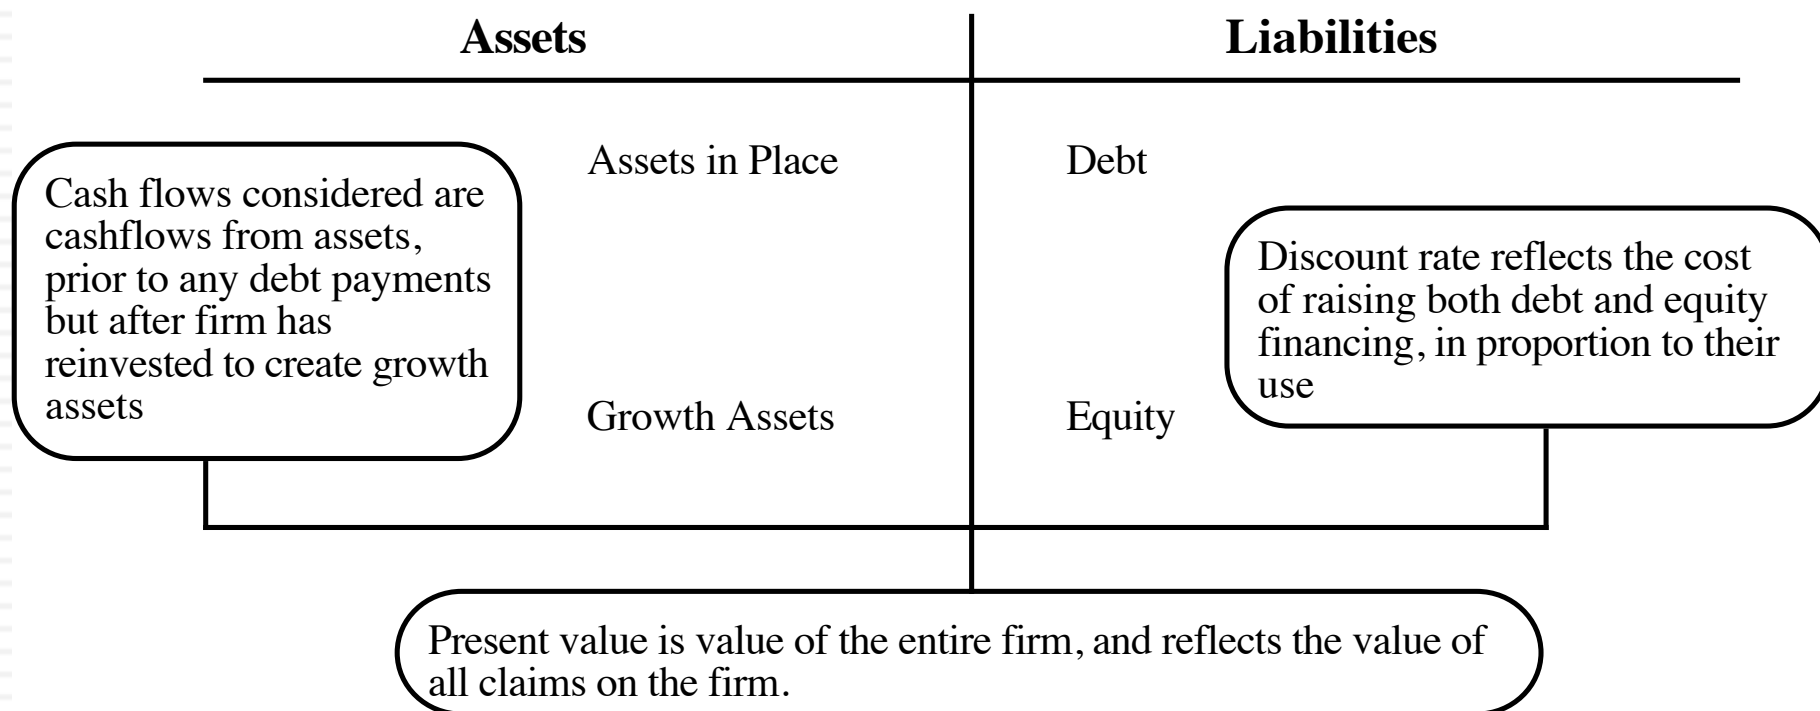 Assets
Liabilities
Assets in Place
Debt
Cash flows considered are
cashflows from assets,
prior to any debt payments
but after firm has
reinvested to create growth
assets
Discount rate reflects the cost
of raising both debt and equity
financing, in proportion to their
use
Growth Assets
Equity
Present value is value of the entire firm, and reflects the value of
all claims on the firm.